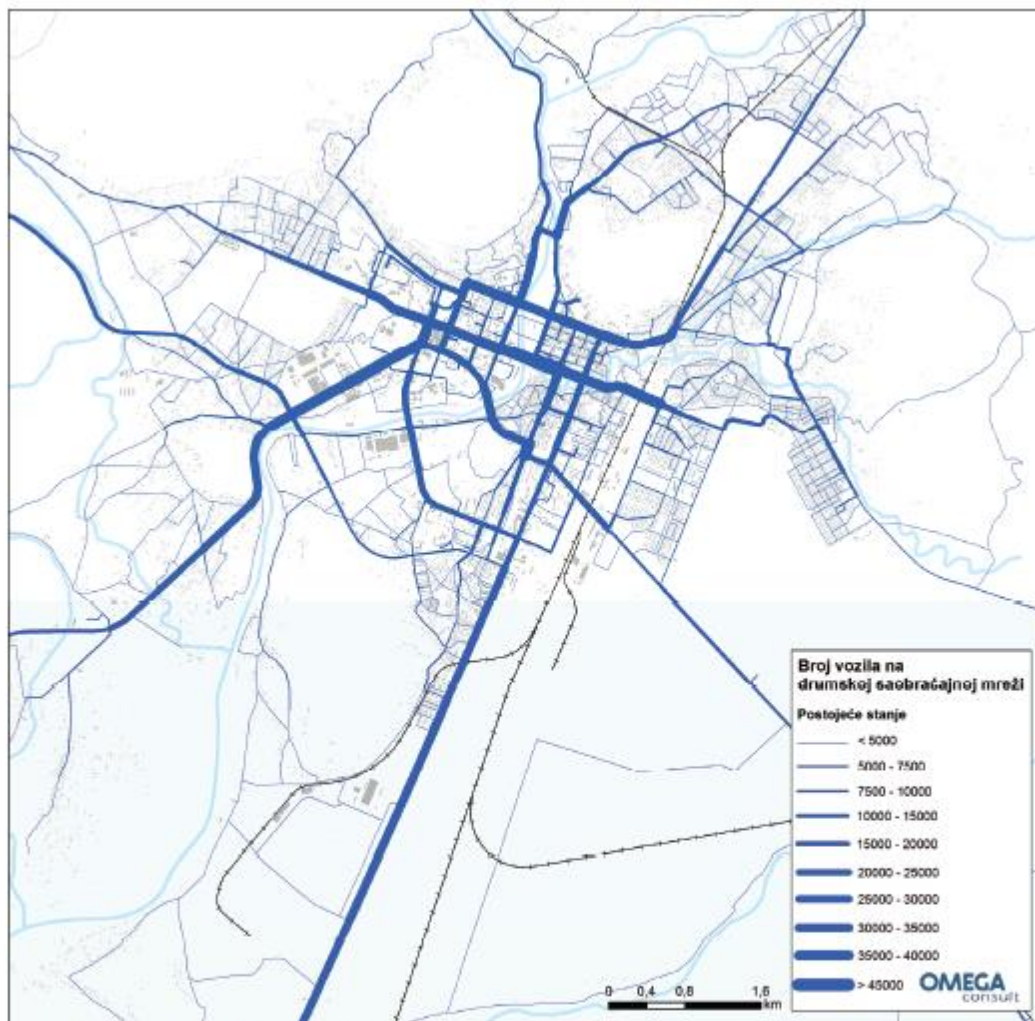 Broj vozila na
drumskoj saobraćajnoj mreži
Postojeće stanje
< 5000
5000 - 7500
7500 - 10000
10000 - 15000
15000 - 20000
20000 - 25000
25000 - 30000
30000 - 35000
35000 - 40000
> 45000
OMEGA
consult
0 0,4 0,8 1,6
km